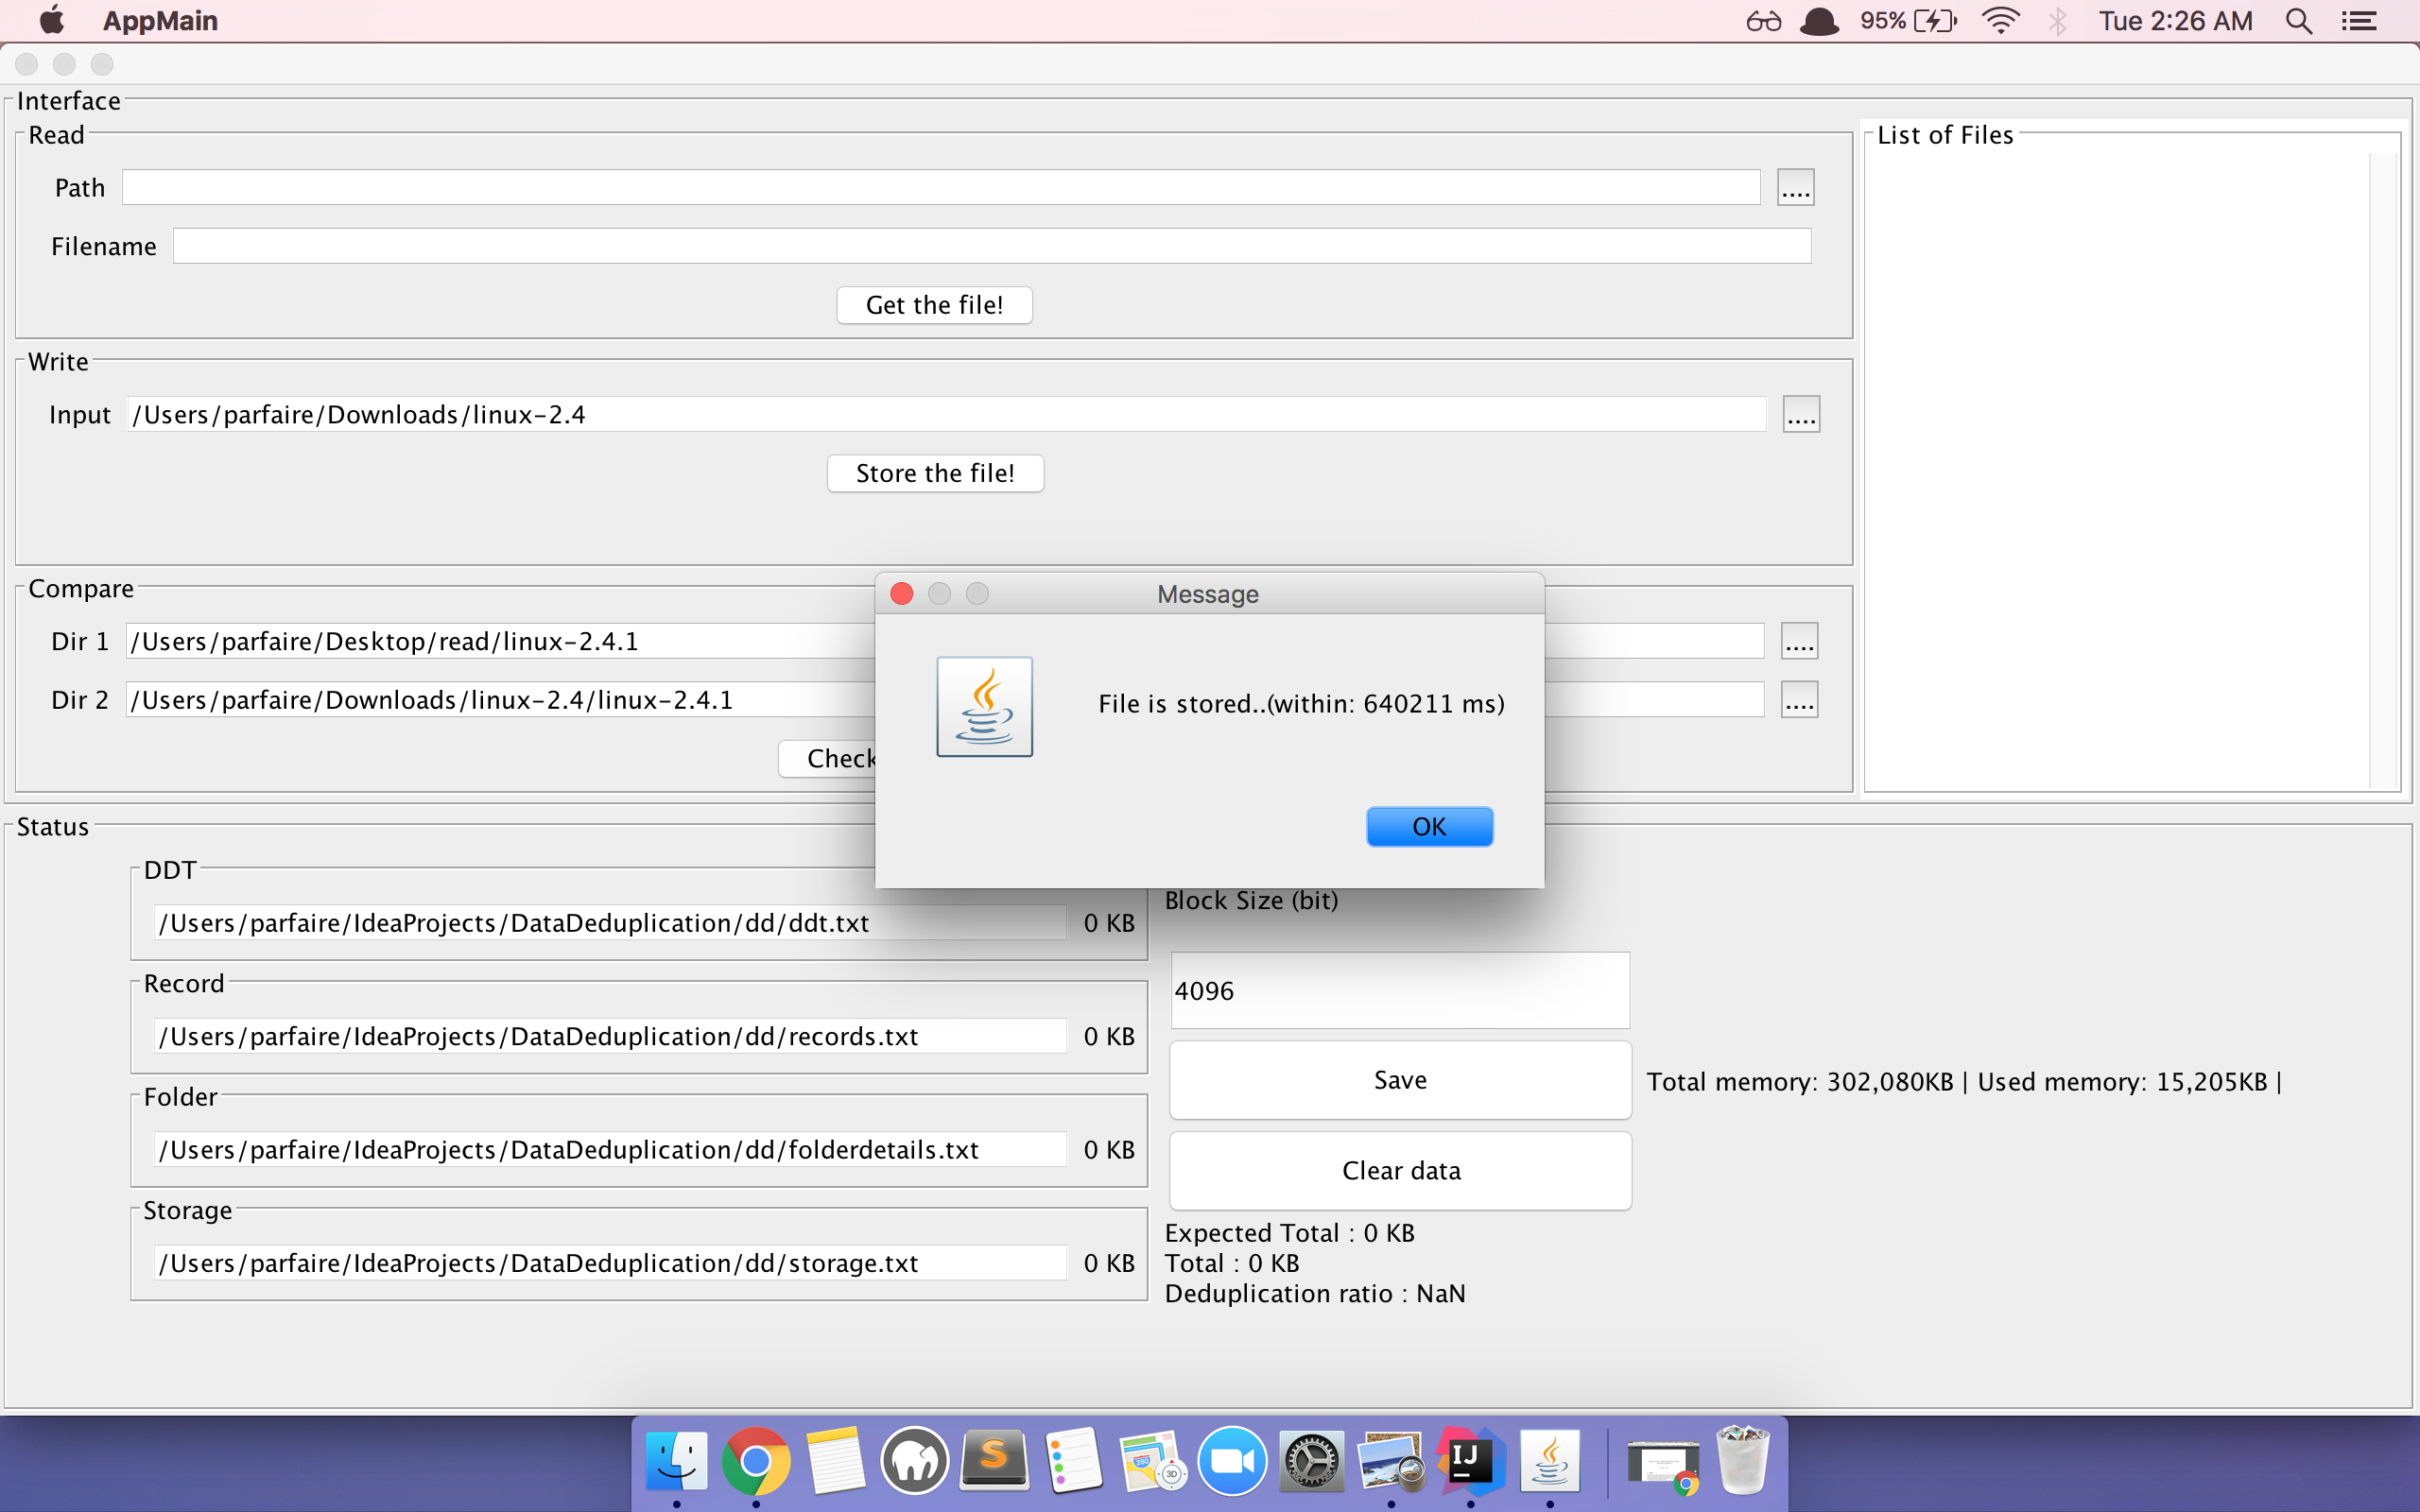 AppMain
95%
Tue 2:26 AM
Interface
Read
Path
....
Filename
Get the file!
List of Files
Write
Input /Users/parfaire/Downloads/linux-2.4
....
Store the file!
Compare
Dir 1 /Users/parfaire/Desktop/read/linux-2.4.1
....
Dir 2 /Users/parfaire/Downloads/linux-2.4/linux-2.4.1
....
Check
Message
File is stored..(within: 640211 ms)
OK
Status
DDT
/Users/parfaire/IdeaProjects/DataDeduplication/dd/ddt.txt 0 KB
Record
/Users/parfaire/IdeaProjects/DataDeduplication/dd/records.txt 0 KB
Folder
/Users/parfaire/IdeaProjects/DataDeduplication/dd/folderdetails.txt 0 KB
Storage
/Users/parfaire/IdeaProjects/DataDeduplication/dd/storage.txt 0 KB
Block Size (bit)
4096
Save
Clear data
Expected Total : 0 KB
Total : 0 KB
Deduplication ratio : NaN
Total memory: 302,080KB | Used memory: 15,205KB |
S
280
3D
IJ